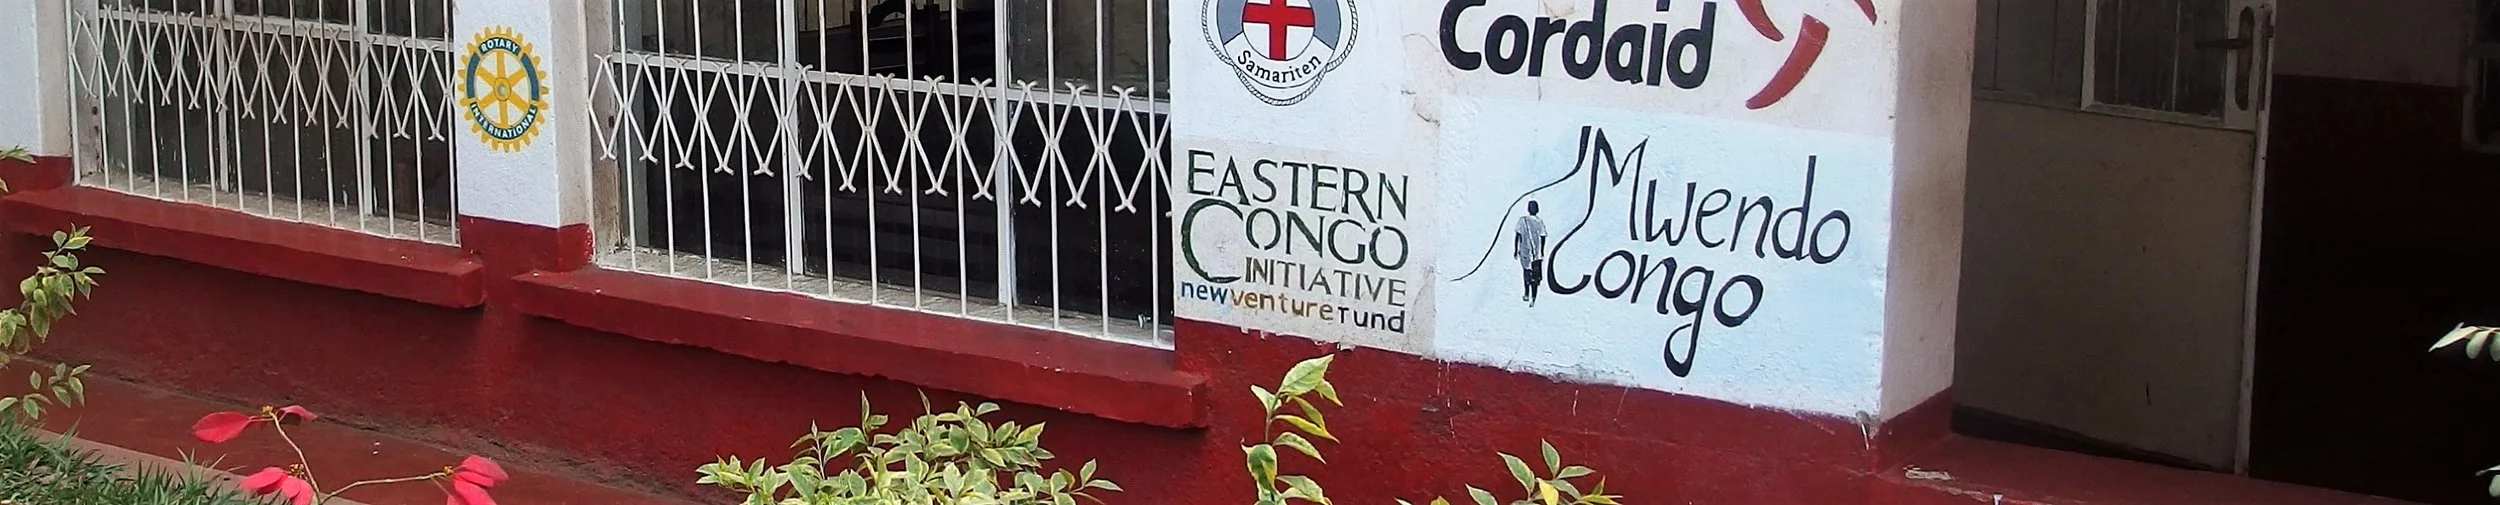 ROTARY
INTERNATIONAL
Samariten
Cordaid
EASTERN
CONGO
INITIATIVE
newventurefund
Mwendo
Congo